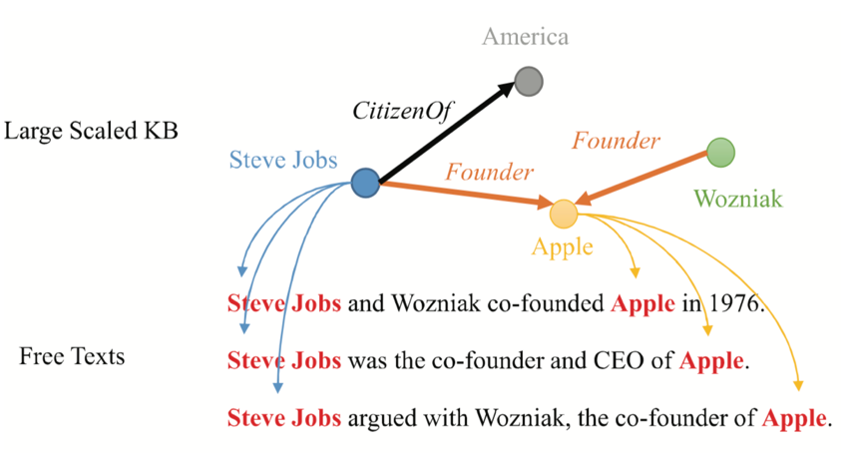 America
CitizenOf
Large Scaled KB
Founder
Steve Jobs
Founder
Wozniak
Apple
Steve Jobs and Wozniak co-founded Apple in 1976.
Free Texts
Steve Jobs was the co-founder and CEO of Apple.
Steve Jobs argued with Wozniak, the co-founder of Apple.